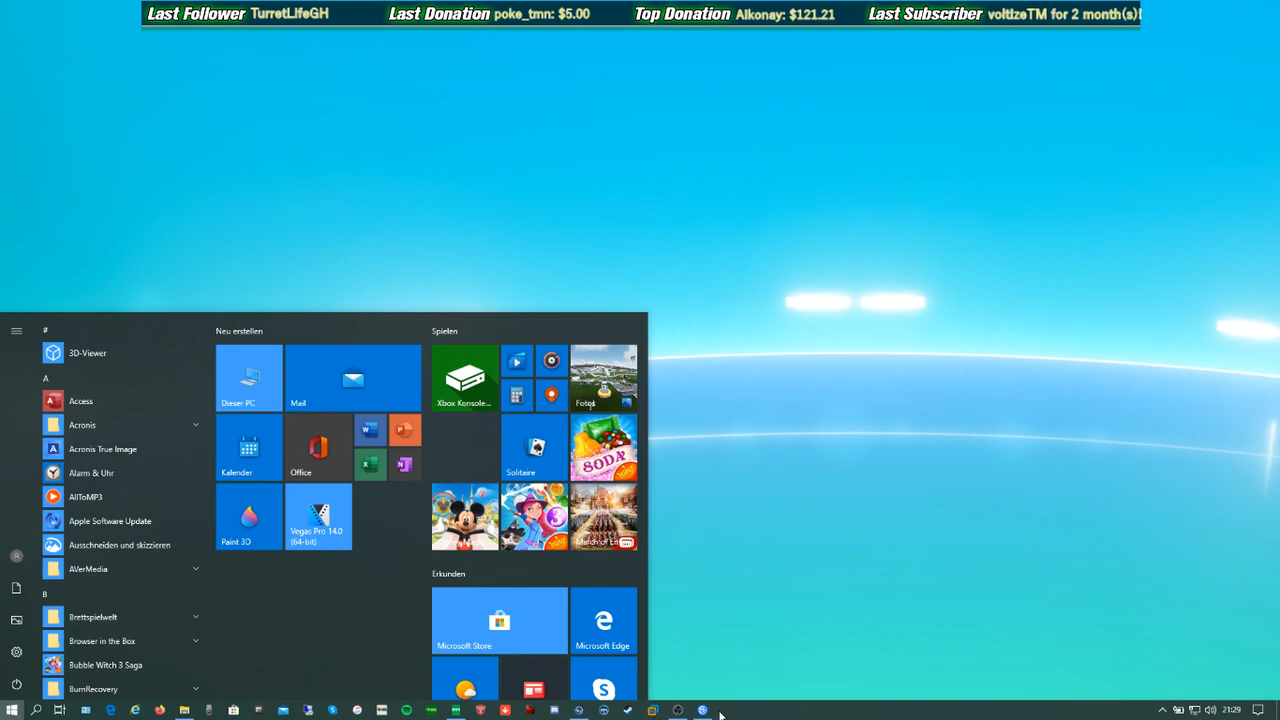 Last Follower TurretLifeGH Last Donation poke_tmn: $5.00 Top Donation Alkonay: $121.21 Last Subscriber voltIzeTM for 2 month(s)!
#
3D-Viewer
A
Access
Acronis
Acronis True Image
Alarm & Uhr
AllToMP3
Apple Software Update
Ausschneiden und skizzieren
AVerMedia
B
Brettspielwelt
Browser in the Box
Bubble Witch 3 Saga
BurnRecovery
Neu erstellen
Dieser PC
Mail
Kalender
Office
Paint 3D
Vegas Pro 14.0
(64-bit)
Spielen
Xbox Konsole...
Fotos
Solitaire
SODA
Erkunden
Microsoft Store
Microsoft Edge
21:29